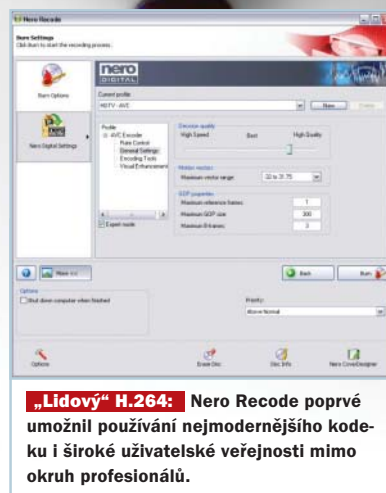 Nero Recode
Burn Settings
Click Burn to start the recording process.
Burn Options
Nero Digital Settings
nero
DIGITAL
Current profile
HDTV - AVC
New
Profile
AVC Encoder
Rate Control
General Settings
Encoding Tools
Visual Enhancement
Expert mode
Decision quality
High Speed
Best
High Quality
Motion vectors
Maximum vector range:
32 to 31.75
GOP properties
Maximum reference frames
1
Maximum GOP size
300
Maximum B-frames
3
More <<
Back
Burn
Options
Shut down computer when finished
Priority:
Above Normal
Options
Erase Disc
Disc Info
Nero CoverDesigner
„Lidový“ H.264: Nero Recode poprvé
umožnil používání nejmodernějšího kode-
ku i široké uživatelské veřejnosti mimo
okruh profesionálů.